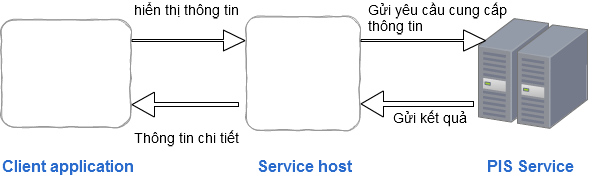 hiển thị thông tin
Gửi yêu cầu cung cấp
thông tin
Thông tin chi tiết
Gửi kết quả
Client application
Service host
PIS Service